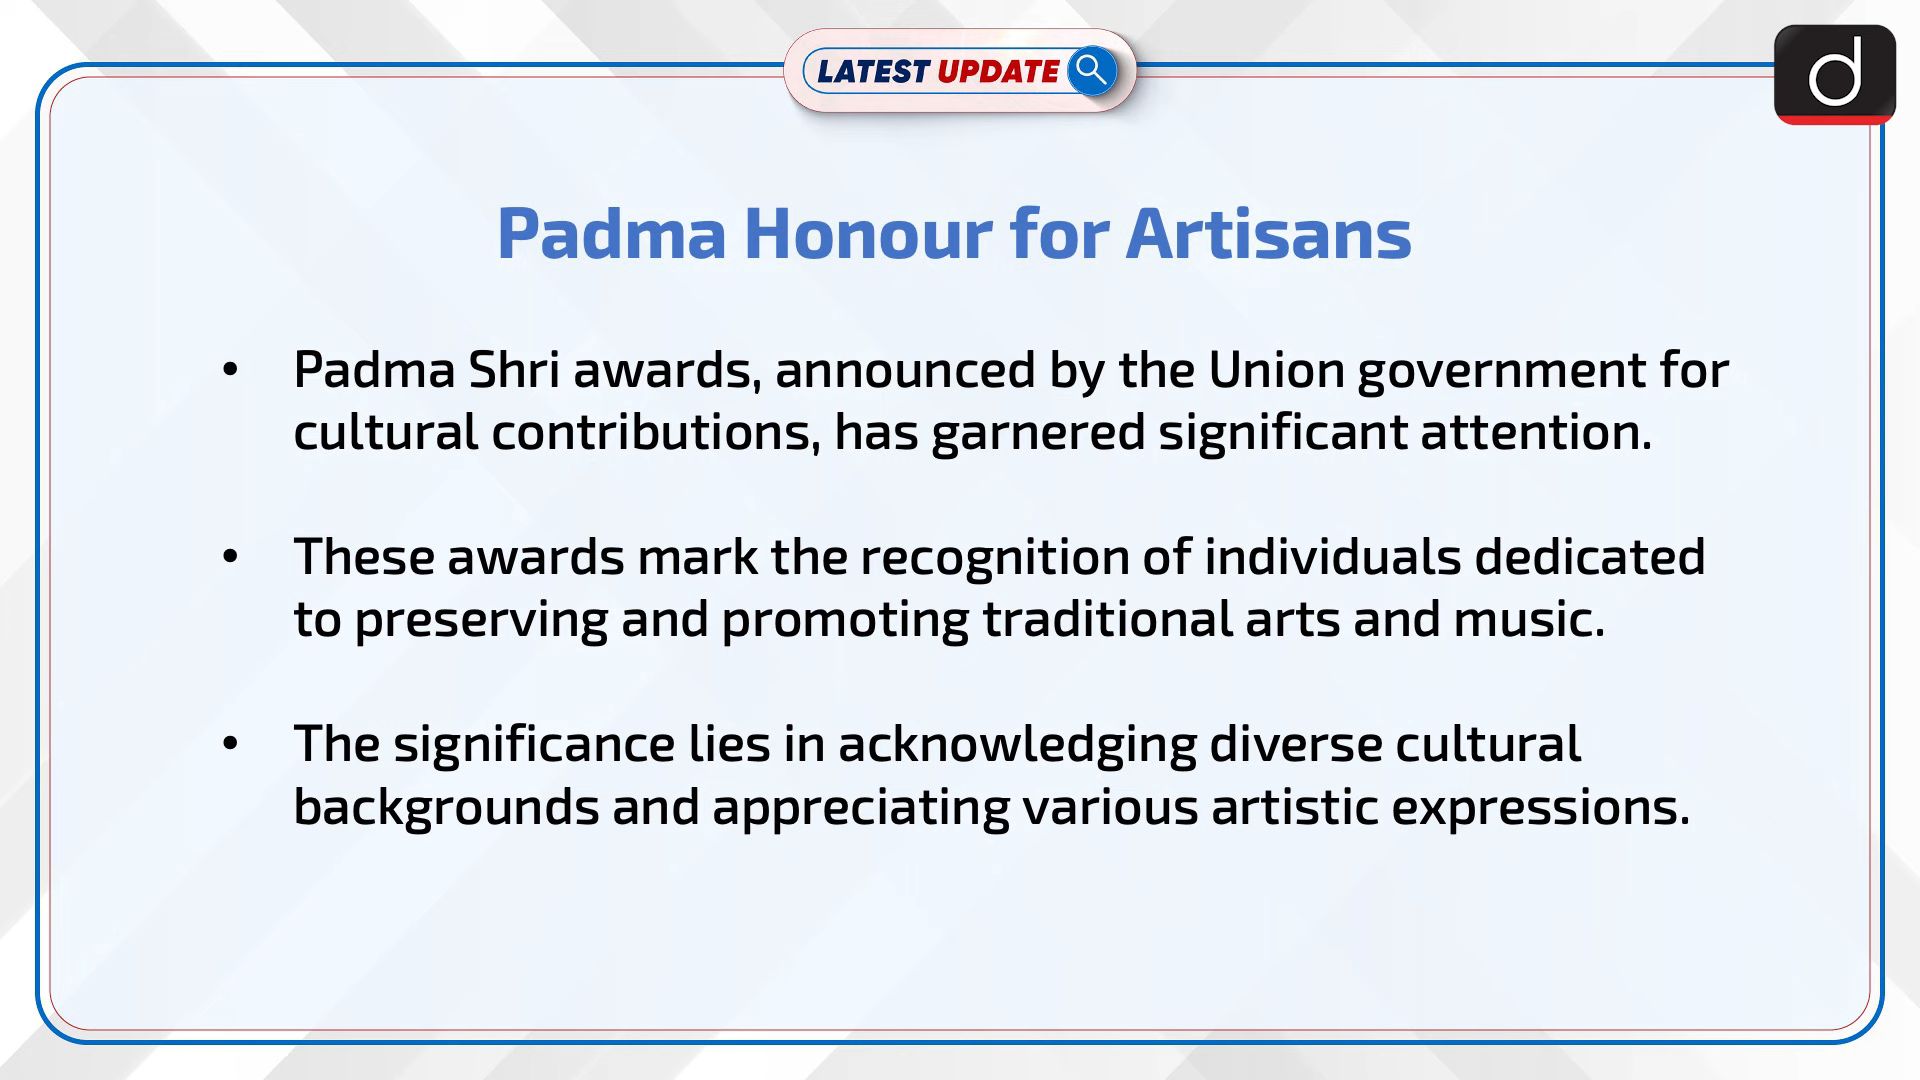 LATEST UPDATE
d
Padma Honour for Artisans
• Padma Shri awards, announced by the Union government for
cultural contributions, has garnered significant attention.
• These awards mark the recognition of individuals dedicated
to preserving and promoting traditional arts and music.
• The significance lies in acknowledging diverse cultural
backgrounds and appreciating various artistic expressions.